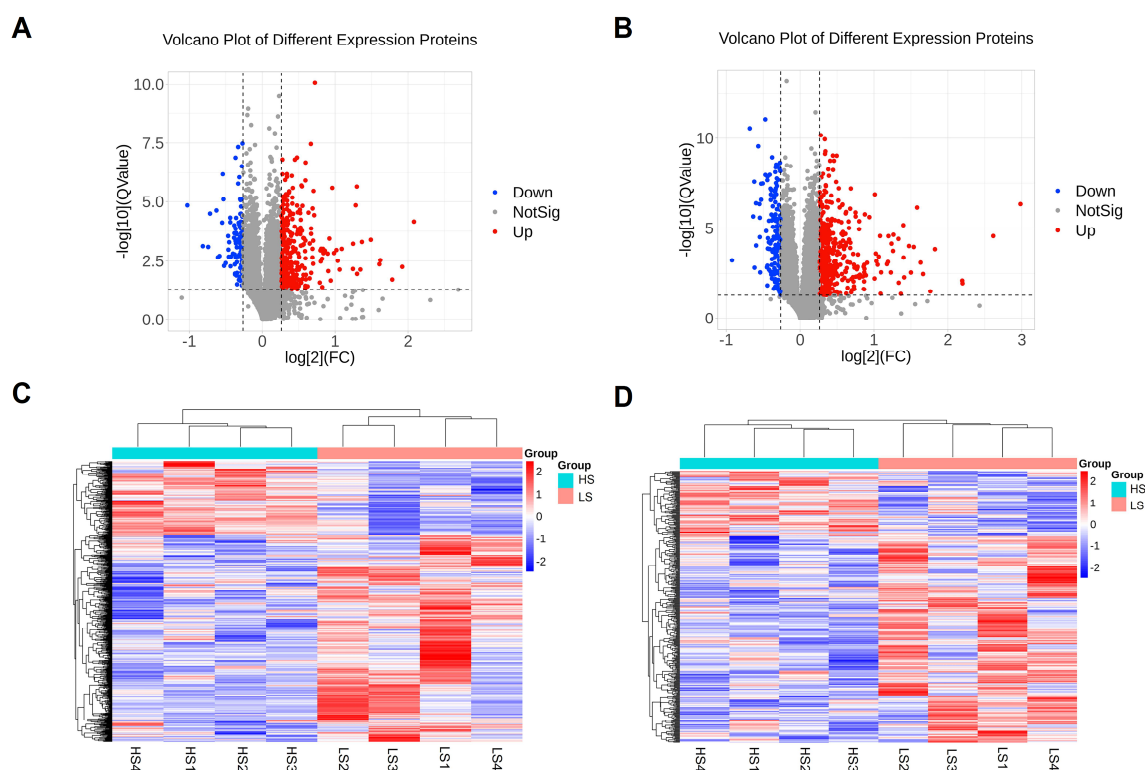 A
Volcano Plot of Different Expression Proteins
-log[10](QValue)
10.0
7.5
5.0
2.5
0.0
-1
0
1
2
log[2](FC)
Down
NotSig
Up
B
Volcano Plot of Different Expression Proteins
-log[10](QValue)
10
5
0
-1
0
1
2
3
log[2](FC)
Down
NotSig
Up
C
Group
2
1
0
-1
-2
Group
HS
LS
HS4
HS1
HS2
HS3
LS2
LS3
LS1
LS4
D
Group
2
1
0
-1
-2
Group
HS
LS
HS4
HS1
HS2
HS3
LS2
LS3
LS1
LS4